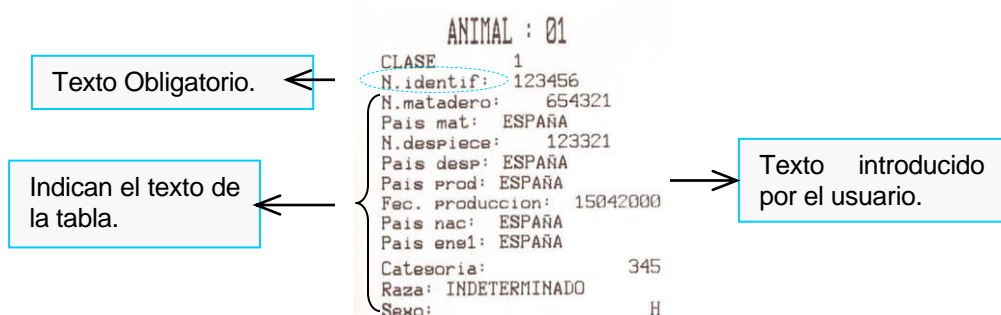 ANIMAL : 01
CLASE 1
N.identif: 123456
N.matadero: 654321
Pais mat: ESPAÑA
N.despiece: 123321
Pais desp: ESPAÑA
Pais prod: ESPAÑA
Fec. produccion: 15042000
Pais nac: ESPAÑA
Pais eng1: ESPAÑA
Categoria: 345
Raza: INDETERMINADO
Sexo: H
Texto Obligatorio.
Indican el texto de
la tabla.
Texto introducido
por el usuario.